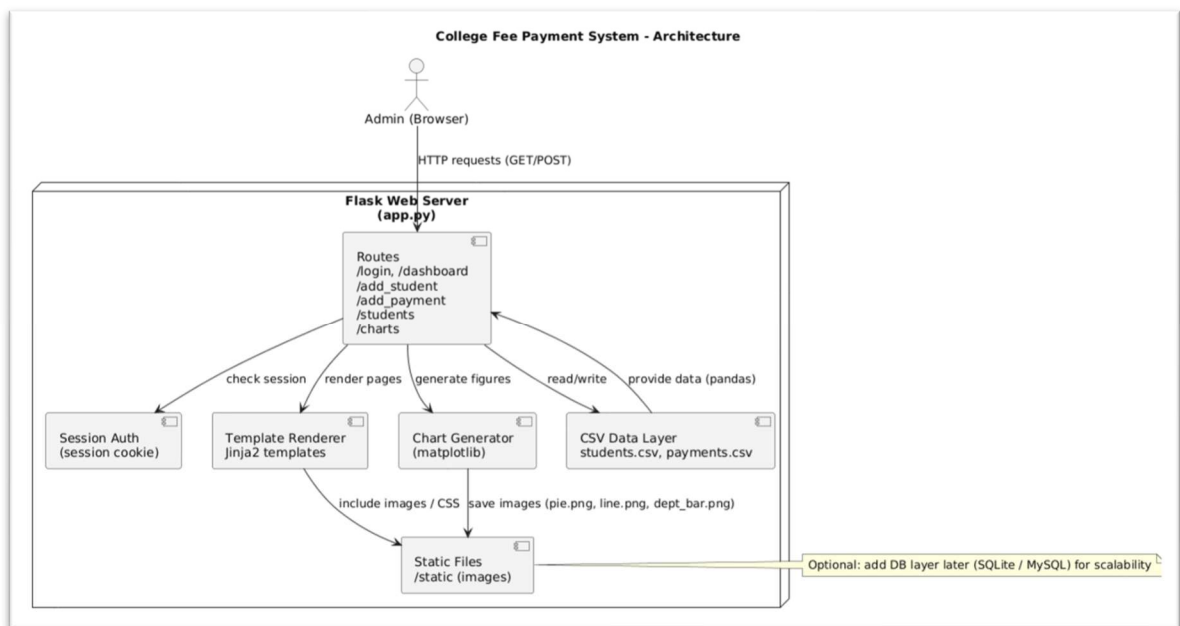 College Fee Payment System - Architecture
Admin (Browser)
HTTP requests (GET/POST)
Flask Web Server
(app.py)
Routes
/login, /dashboard
/add_student
/add_payment
/students
/charts
check session
render pages
generate figures
read/write
provide data (pandas)
Session Auth
(session cookie)
Template Renderer
Jinja2 templates
Chart Generator
(matplotlib)
CSV Data Layer
students.csv, payments.csv
include images / CSS
save images (pie.png, line.png, dept_bar.png)
Static Files
/static (images)
Optional: add DB layer later (SQLite / MySQL) for scalability